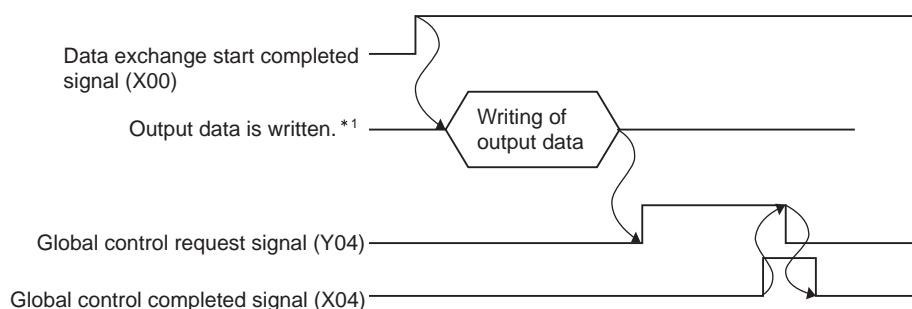 Data exchange start completed
signal (X00)
Output data is written. *1
Writing of
output data
Global control request signal (Y04)
Global control completed signal (X04)